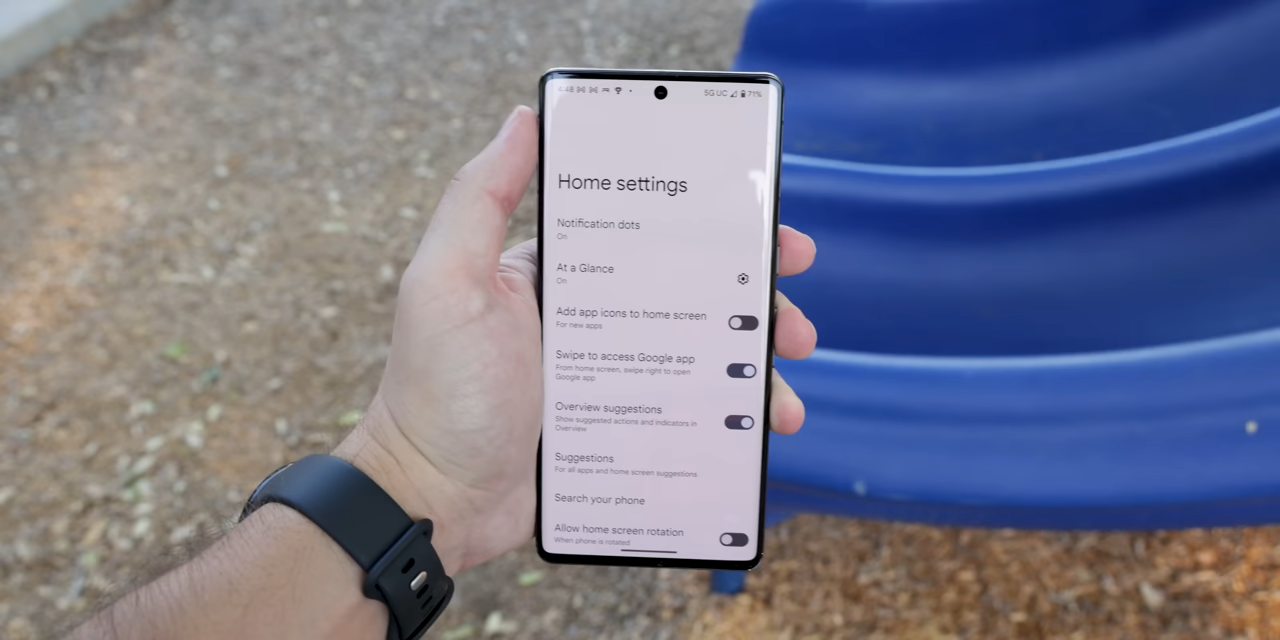 4:48
5G UC 71%
Home settings
Notification dots
On
At a Glance
On
Add app icons to home screen
For new apps
Swipe to access Google app
From home screen, swipe right to open
Google app
Overview suggestions
Show suggested actions and indicators in
Overview
Suggestions
For all apps and home screen suggestions
Search your phone
Allow home screen rotation
When phone is rotated